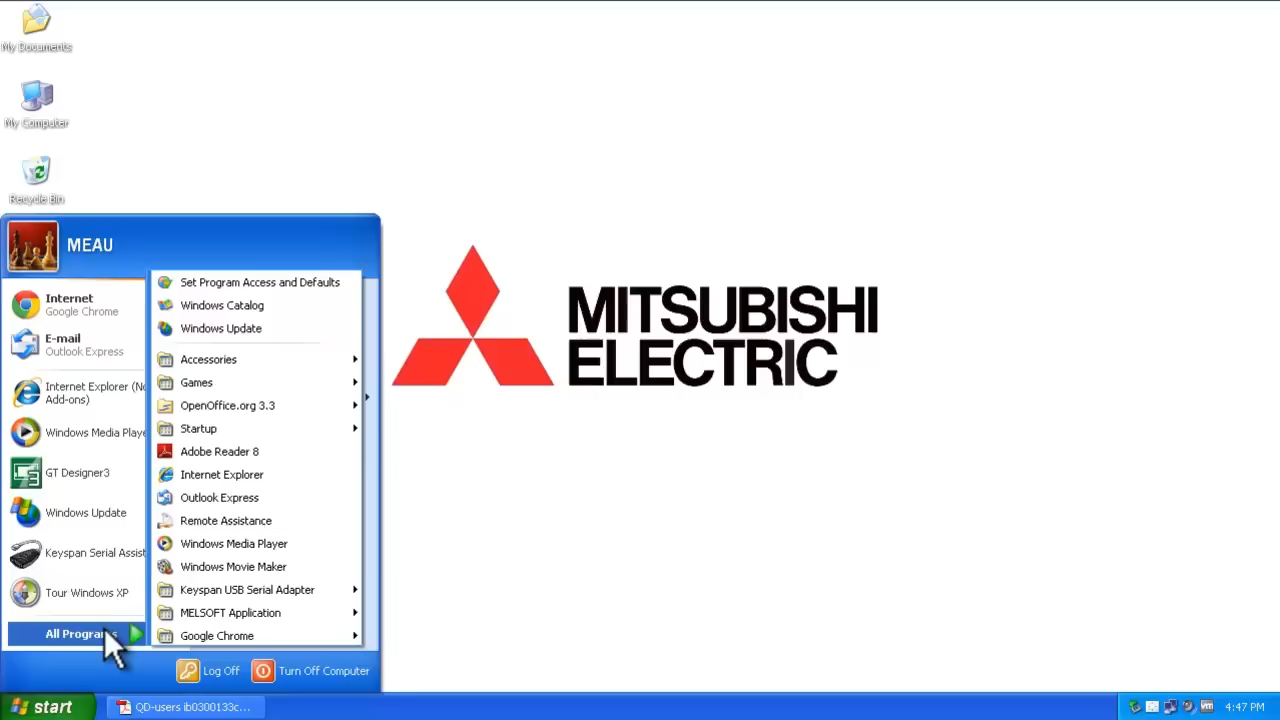 My Documents
My Computer
Recycle Bin
MEAU
Internet
Google Chrome
E-mail
Outlook Express
Internet Explorer (No
Add-ons)
Windows Media Playe
GT Designer3
Windows Update
Keyspan Serial Assist
Tour Windows XP
All Programs
Set Program Access and Defaults
Windows Catalog
Windows Update
Accessories
Games
OpenOffice.org 3.3
Startup
Adobe Reader 8
Internet Explorer
Outlook Express
Remote Assistance
Windows Media Player
Windows Movie Maker
Keyspan USB Serial Adapter
MELSOFT Application
Google Chrome
Log Off
Turn Off Computer
MITSUBISHI
ELECTRIC
start
QD-users ib0300133c...
4:47 PM